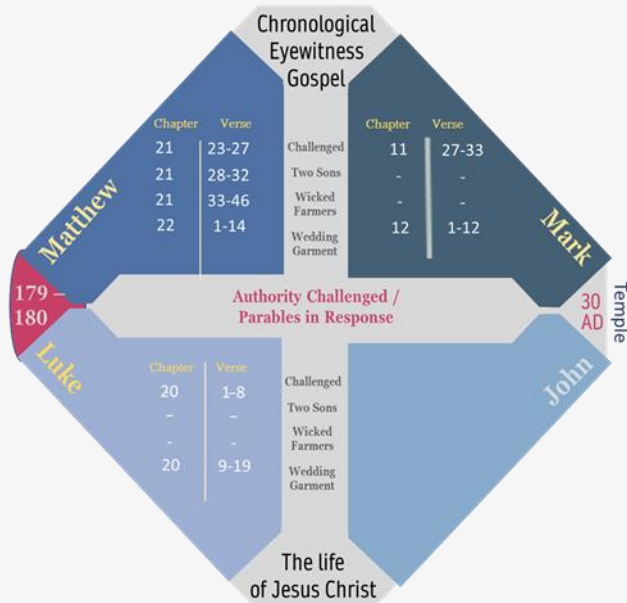 Chronological
Eyewitness
Gospel
Matthew
Chapter Verse
21 23-27
21 28-32
21 33-46
22 1-14
Challenged
Two Sons
Wicked
Farmers
Wedding
Garment
Mark
Chapter Verse
11 27-33
- -
- -
12 1-12
179 –
180
Authority Challenged /
Parables in Response
30
AD
Temple
Luke
Chapter Verse
20 1-8
– –
- -
20 9-19
Challenged
Two Sons
Wicked
Farmers
Wedding
Garment
John
The life
of Jesus Christ